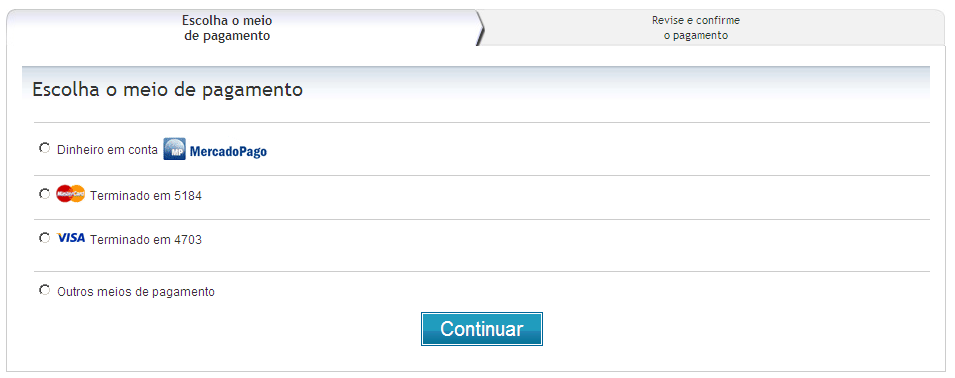 Escolha o meio
de pagamento
Revise e confirme
o pagamento
Escolha o meio de pagamento
Dinheiro em conta MP MercadoPago
MasterCard Terminado em 5184
VISA Terminado em 4703
Outros meios de pagamento
Continuar